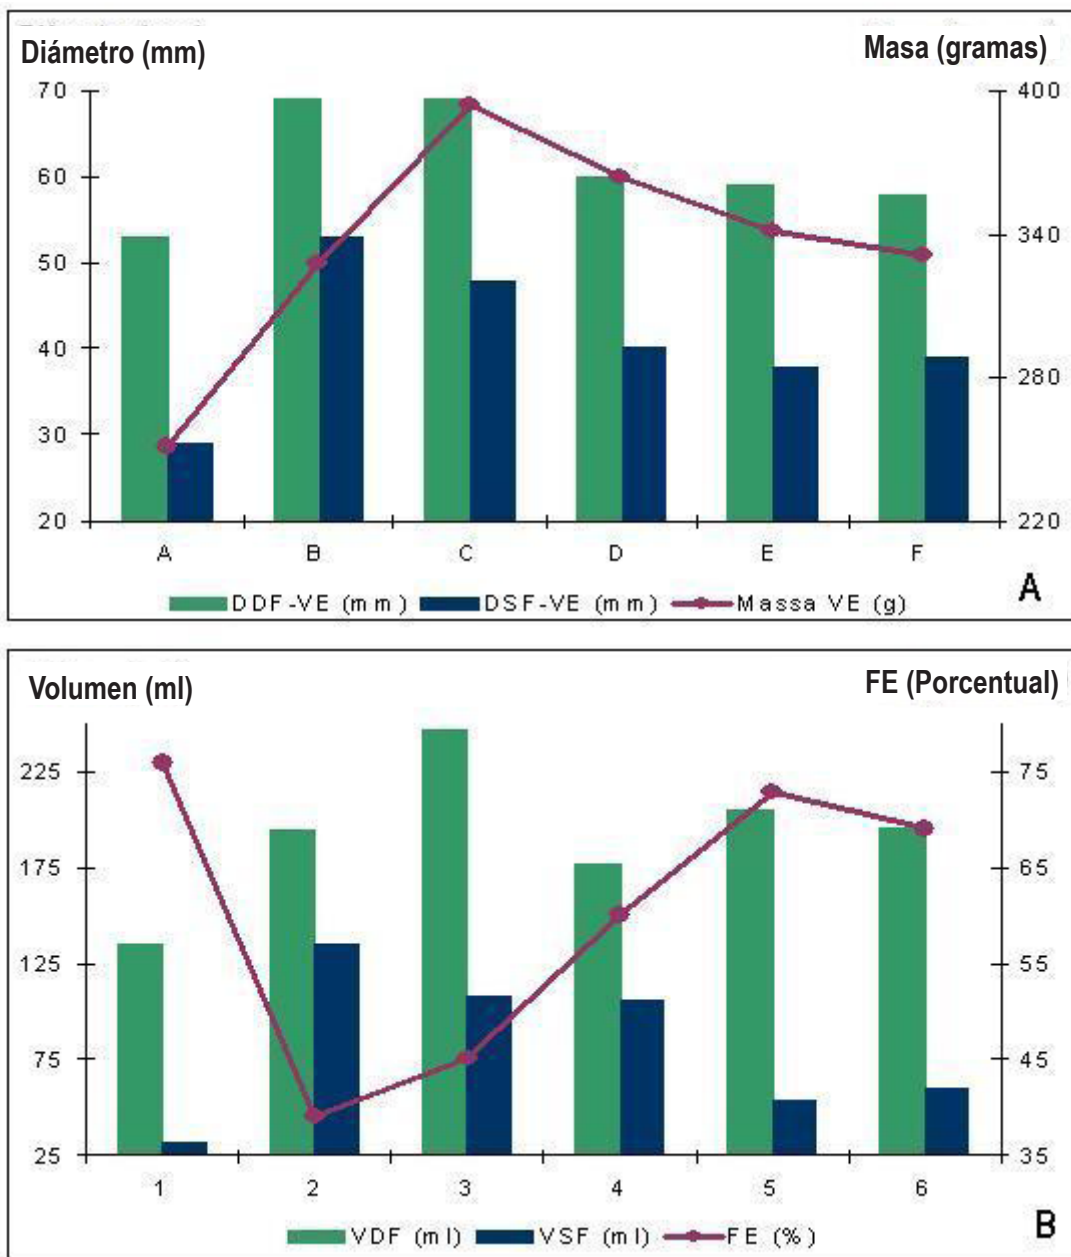 Diámetro (mm) Masa (gramas)
70 400
60
50 340
40
30 280
20 220
A B C D E F
DDF-VE (mm) DSF-VE (mm) Massa VE (g)
A
Volumen (ml) FE (Porcentual)
225 75
175 65
125 55
75 45
25 35
1 2 3 4 5 6
VDF (ml) VSF (ml) FE (%)
B